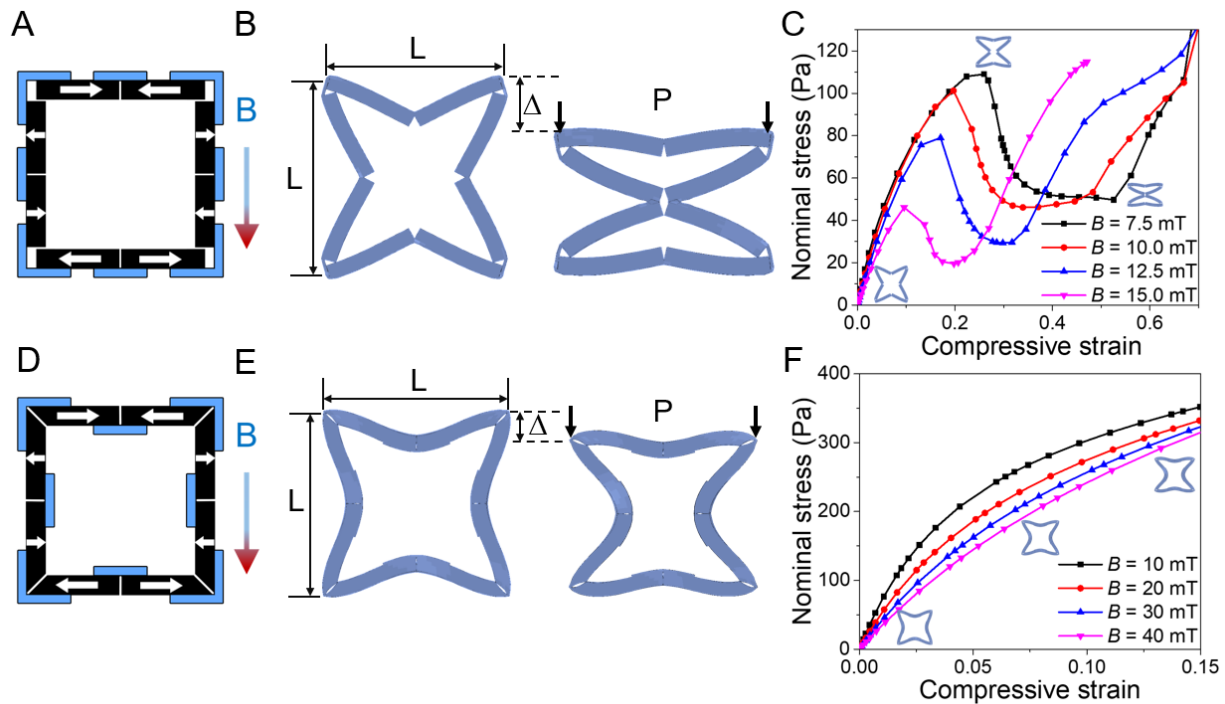 A
B
B
L
L
Δ
P
C
Nominal stress (Pa)
120
100
80
60
40
20
0
0.0
0.2
0.4
0.6
Compressive strain
B = 7.5 mT
B = 10.0 mT
B = 12.5 mT
B = 15.0 mT
D
B
E
L
L
Δ
P
F
Nominal stress (Pa)
400
300
200
100
0
0.00
0.05
0.10
0.15
Compressive strain
B = 10 mT
B = 20 mT
B = 30 mT
B = 40 mT